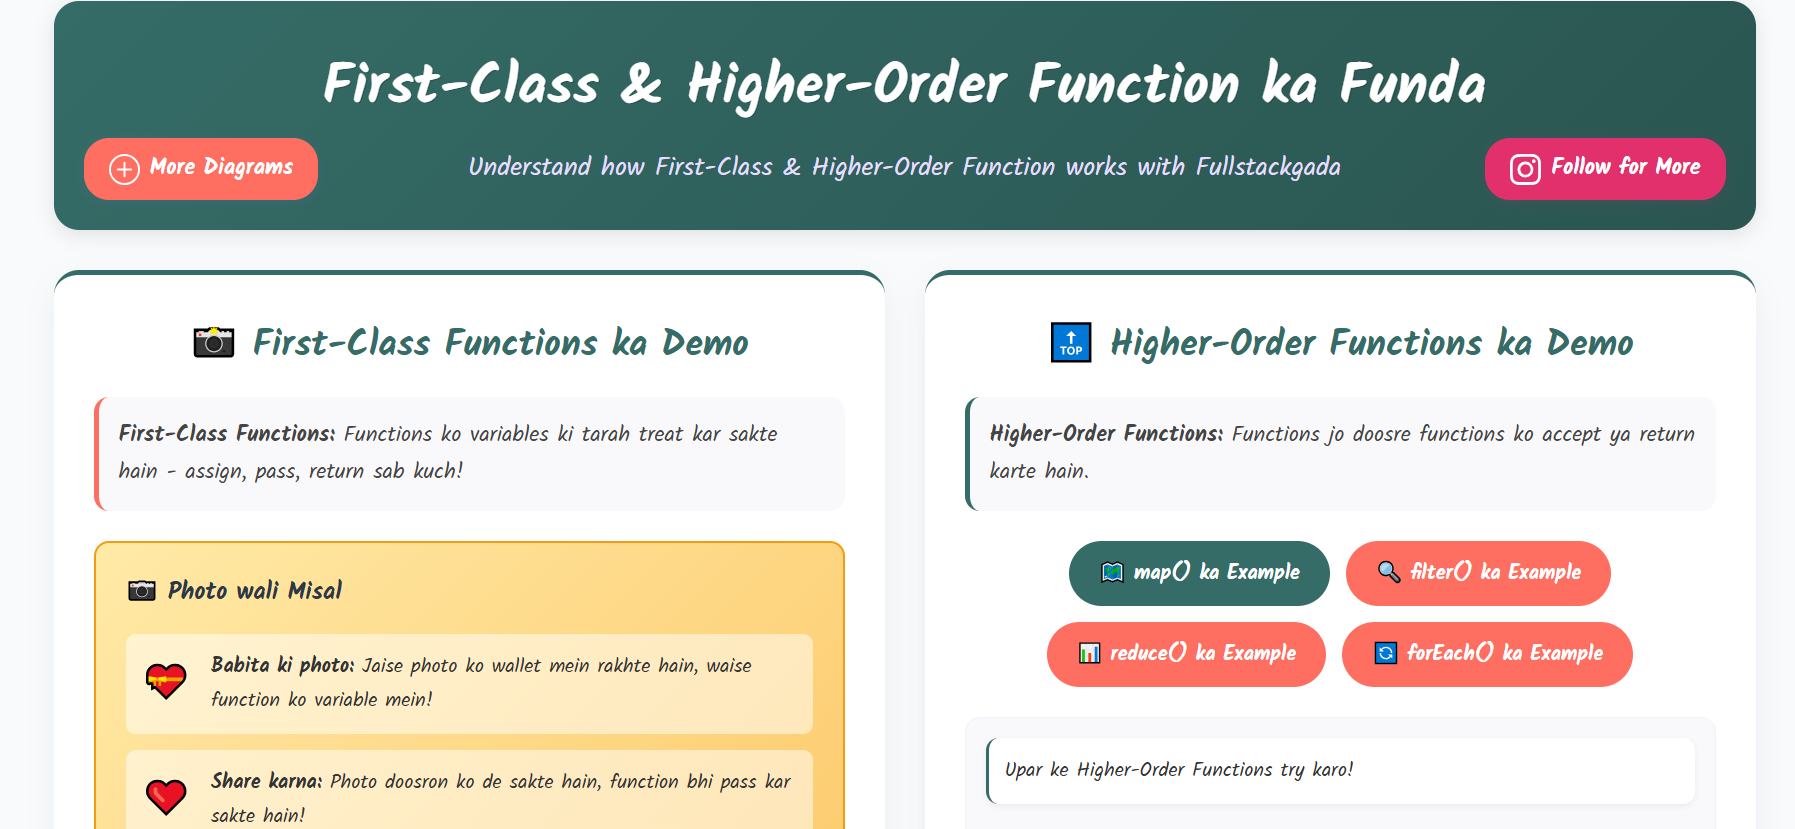 First-Class & Higher-Order Function ka Funda
More Diagrams
Understand how First-Class & Higher-Order Function works with Fullstackgada
Follow for More
First-Class Functions ka Demo
First-Class Functions: Functions ko variables ki tarah treat kar sakte
hain - assign, pass, return sab kuch!
Photo wali Misal
Babita ki photo: Jaise photo ko wallet mein rakhte hain, waise
function ko variable mein!
Share karna: Photo doosron ko de sakte hain, function bhi pass kar
sakte hain!
TOP
Higher-Order Functions ka Demo
Higher-Order Functions: Functions jo doosre functions ko accept ya return
karte hain.
map() ka Example
filter() ka Example
reduce() ka Example
forEach() ka Example
Upar ke Higher-Order Functions try karo!